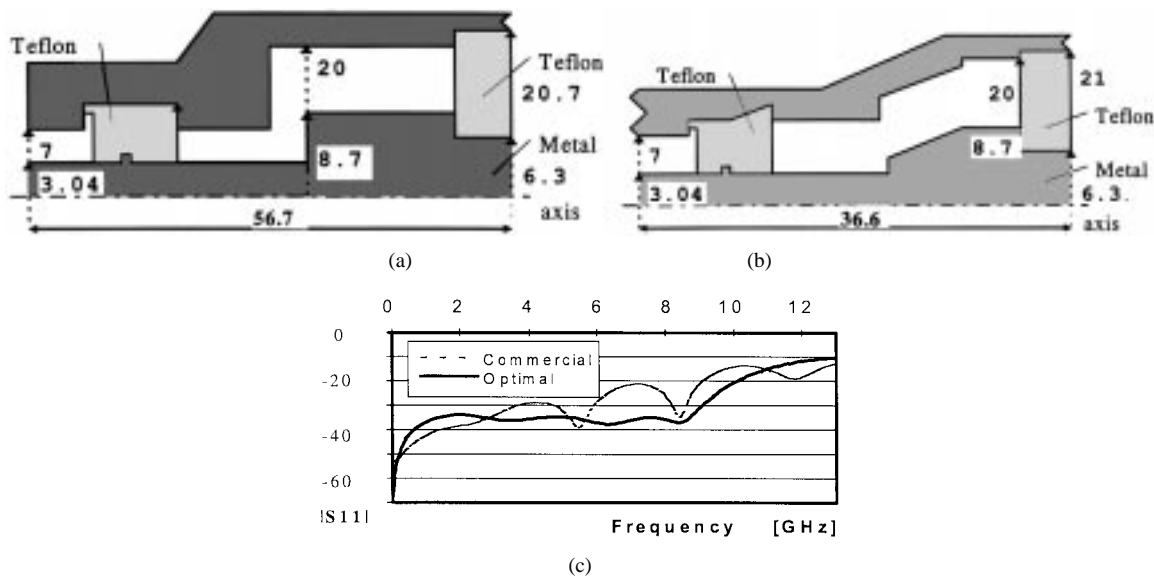 Teflon
20
Teflon
20.7
7
8.7
Metal
3.04
6.3
axis
56.7
(a)
Teflon
21
20
Teflon
7
8.7
Metal
3.04
6.3.
axis
36.6
(b)
0 2 4 6 8 10 12
0
-20
-40
-60
Commercial
Optimal
|S11|
Frequency [GHz]
(c)